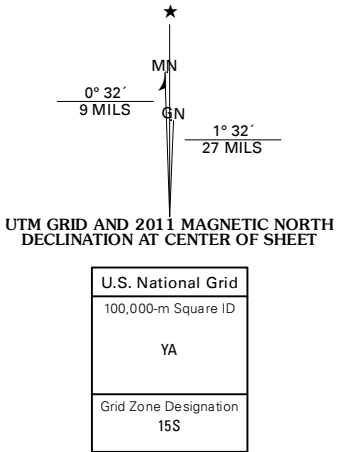 ★
MN
GN
0° 32´
9 MILS
1° 32´
27 MILS
UTM GRID AND 2011 MAGNETIC NORTH
DECLINATION AT CENTER OF SHEET
U.S. National Grid
100,000-m Square ID
YA
Grid Zone Designation
15S